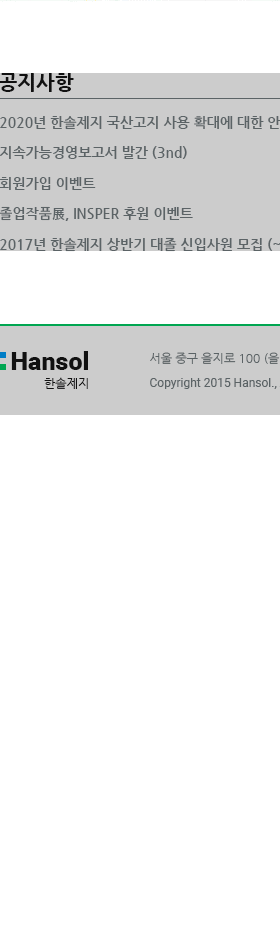 공지사항
2020년 한솔제지 국산고지 사용 확대에 대한 안
지속가능경영보고서 발간 (3nd)
회원가입 이벤트
졸업작품展, INSPER 후원 이벤트
2017년 한솔제지 상반기 대졸 신입사원 모집 (~
Hansol
한솔제지
서울 중구 을지로 100 (을
Copyright 2015 Hansol.,